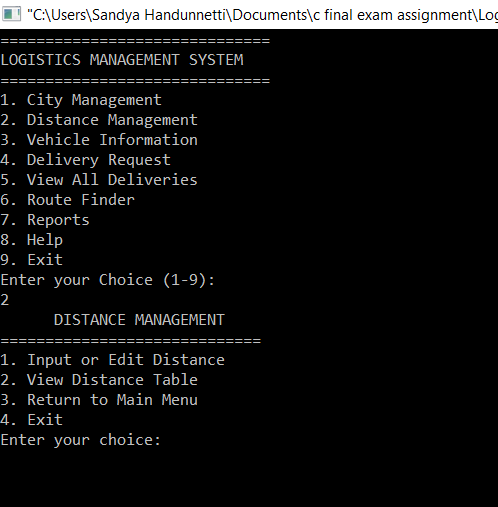 "C:\Users\Sandya Handunnetti\Documents\c final exam assignment\Log
==============================
LOGISTICS MANAGEMENT SYSTEM
==============================
1. City Management
2. Distance Management
3. Vehicle Information
4. Delivery Request
5. View All Deliveries
6. Route Finder
7. Reports
8. Help
9. Exit
Enter your Choice (1-9):
2
      DISTANCE MANAGEMENT
=============================
1. Input or Edit Distance
2. View Distance Table
3. Return to Main Menu
4. Exit
Enter your choice: